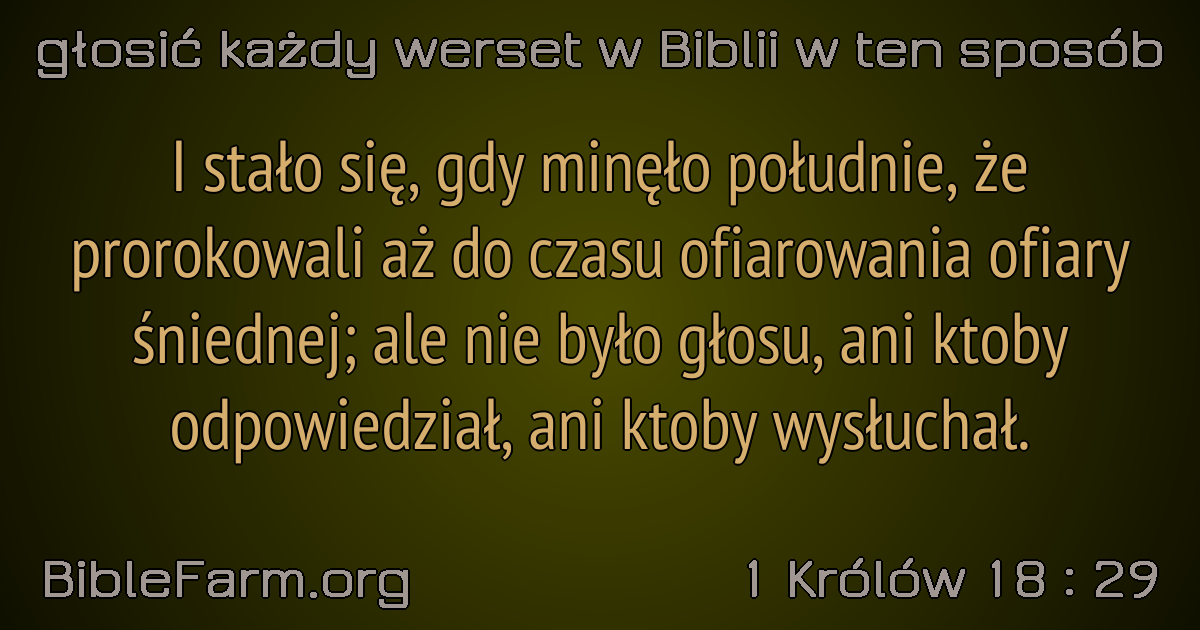 głosić każdy werset w Biblii w ten sposób
I stało się, gdy minęło południe, że
prorokowali aż do czasu ofiarowania ofiary
śniednej; ale nie było głosu, ani ktoby
odpowiedział, ani ktoby wysłuchał.
BibleFarm.org
1 Królów 18 : 29